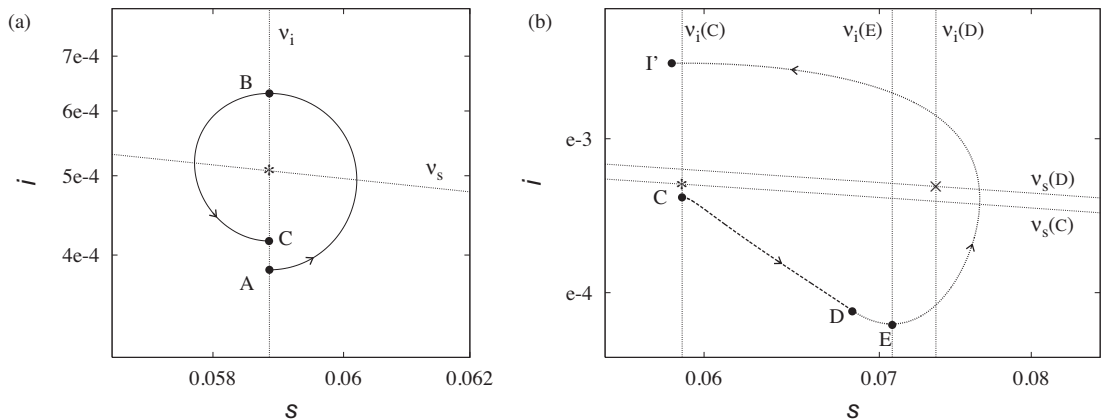 (a)
ν_i
7e-4
B
6e-4
i
5e-4
ν_s
C
4e-4
A
0.058
0.06
0.062
s
(b)
ν_i(C)
ν_i(E)
ν_i(D)
I’
e-3
i
*
×
ν_s(D)
C
ν_s(C)
e-4
D
E
0.06
0.07
0.08
s